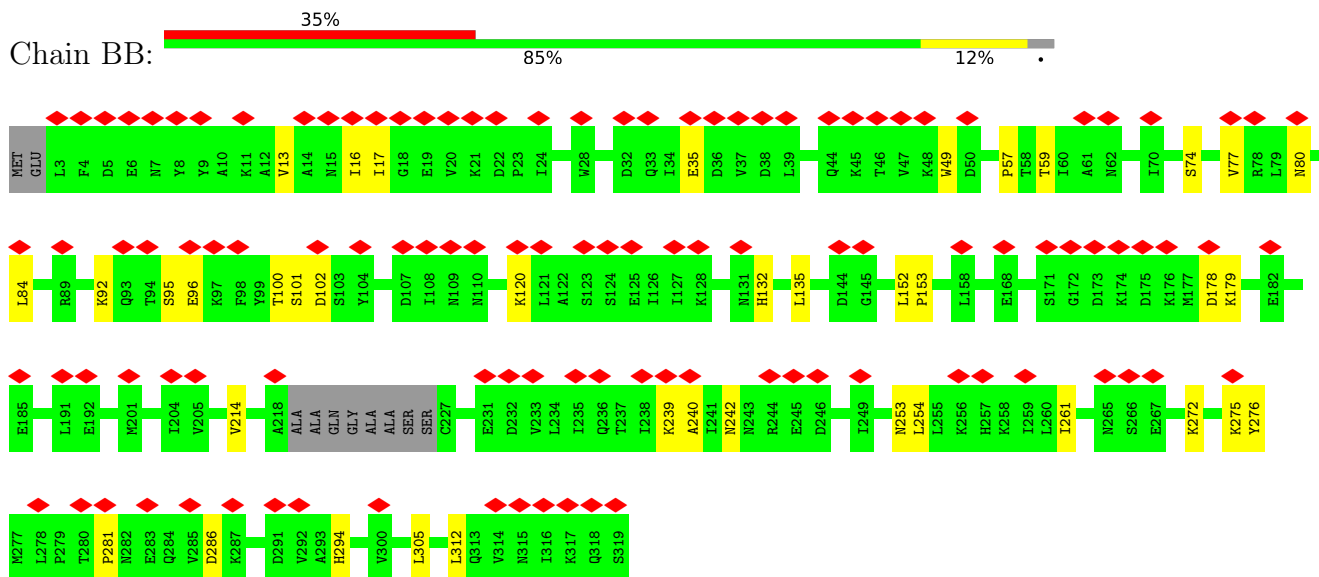 35%
Chain BB:
85% 12% •
MET GLU L3 F4 D5 E6 N7 Y8 Y9 A10 K11 A12 V13 A14 N15 I16 I17 G18 E19 V20 K21 D22 P23 I24 W28 D32 Q33 I34 E35 D36 V37 D38 L39 Q44 K45 T46 V47 K48 W49 D50 P57 T58 T59 I60 A61 N62 I70 S74 V77 R78 L79 N80
L84 R89 K92 Q93 T94 S95 E96 K97 F98 Y99 T100 S101 D102 S103 Y104 D107 I108 N109 N110 K120 L121 A122 S123 S124 E125 I126 I127 K128 N131 H132 L135 D144 G145 L152 P153 L158 E168 S171 G172 D173 K174 D175 K176 M177 D178 K179 E182
E185 L191 E192 M201 I204 V205 V214 A218 ALA ALA GLN GLY ALA ALA SER SER C227 E231 D232 V233 L234 I235 Q236 T237 I238 K239 A240 I241 N242 N243 R244 E245 D246 I249 N253 L254 L255 K256 H257 K258 I259 L260 I261 N265 S266 E267 K272 K275 Y276
M277 L278 P279 T280 P281 N282 E283 Q284 V285 D286 K287 D291 V292 A293 H294 V300 L305 L312 Q313 V314 N315 I316 K317 Q318 S319